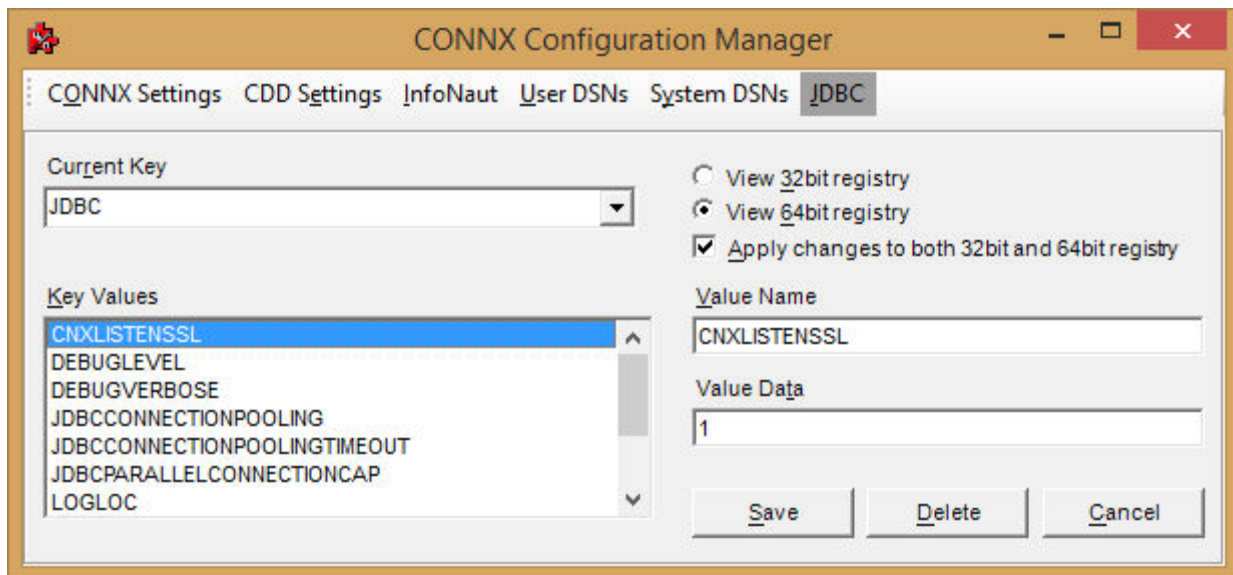 CONNX Configuration Manager
CONNX Settings CDD Settings InfoNaut User DSNs System DSNs JDBC
Current Key
JDBC
View 32bit registry
View 64bit registry
Apply changes to both 32bit and 64bit registry
Key Values
CNXLISTENSSL
DEBUGLEVEL
DEBUGVERBOSE
JDBCCONNECTIONPOOLING
JDBCCONNECTIONPOOLINGTIMEOUT
JDBCPARALLELCONNECTIONCAP
LOGLOC
Value Name
CNXLISTENSSL
Value Data
1
Save Delete Cancel